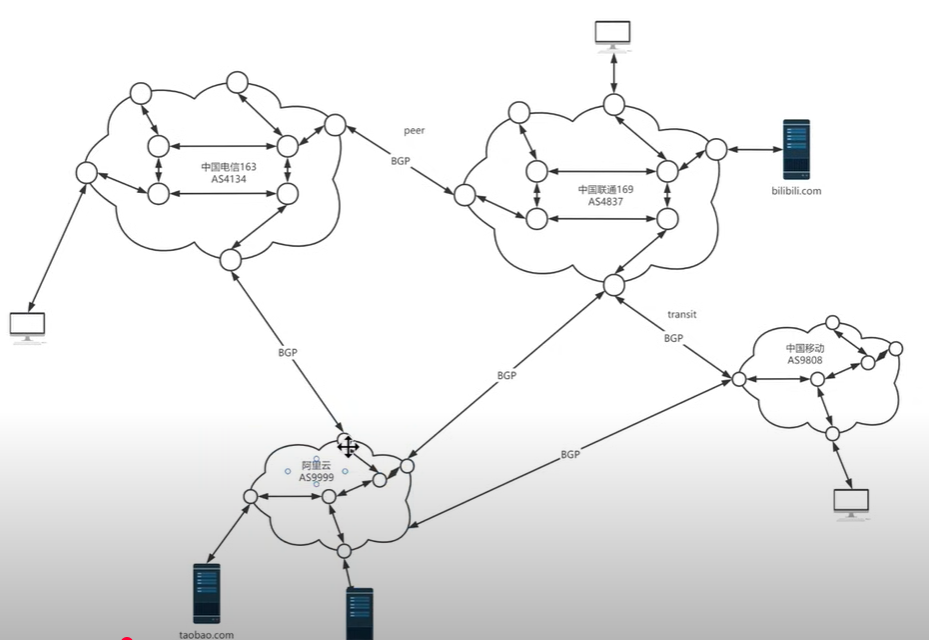 peer
BGP
中国电信163
AS4134
中国联通169
AS4837
bilibili.com
transit
BGP
BGP
中国移动
AS9808
BGP
BGP
阿里云
AS9999
taobao.com